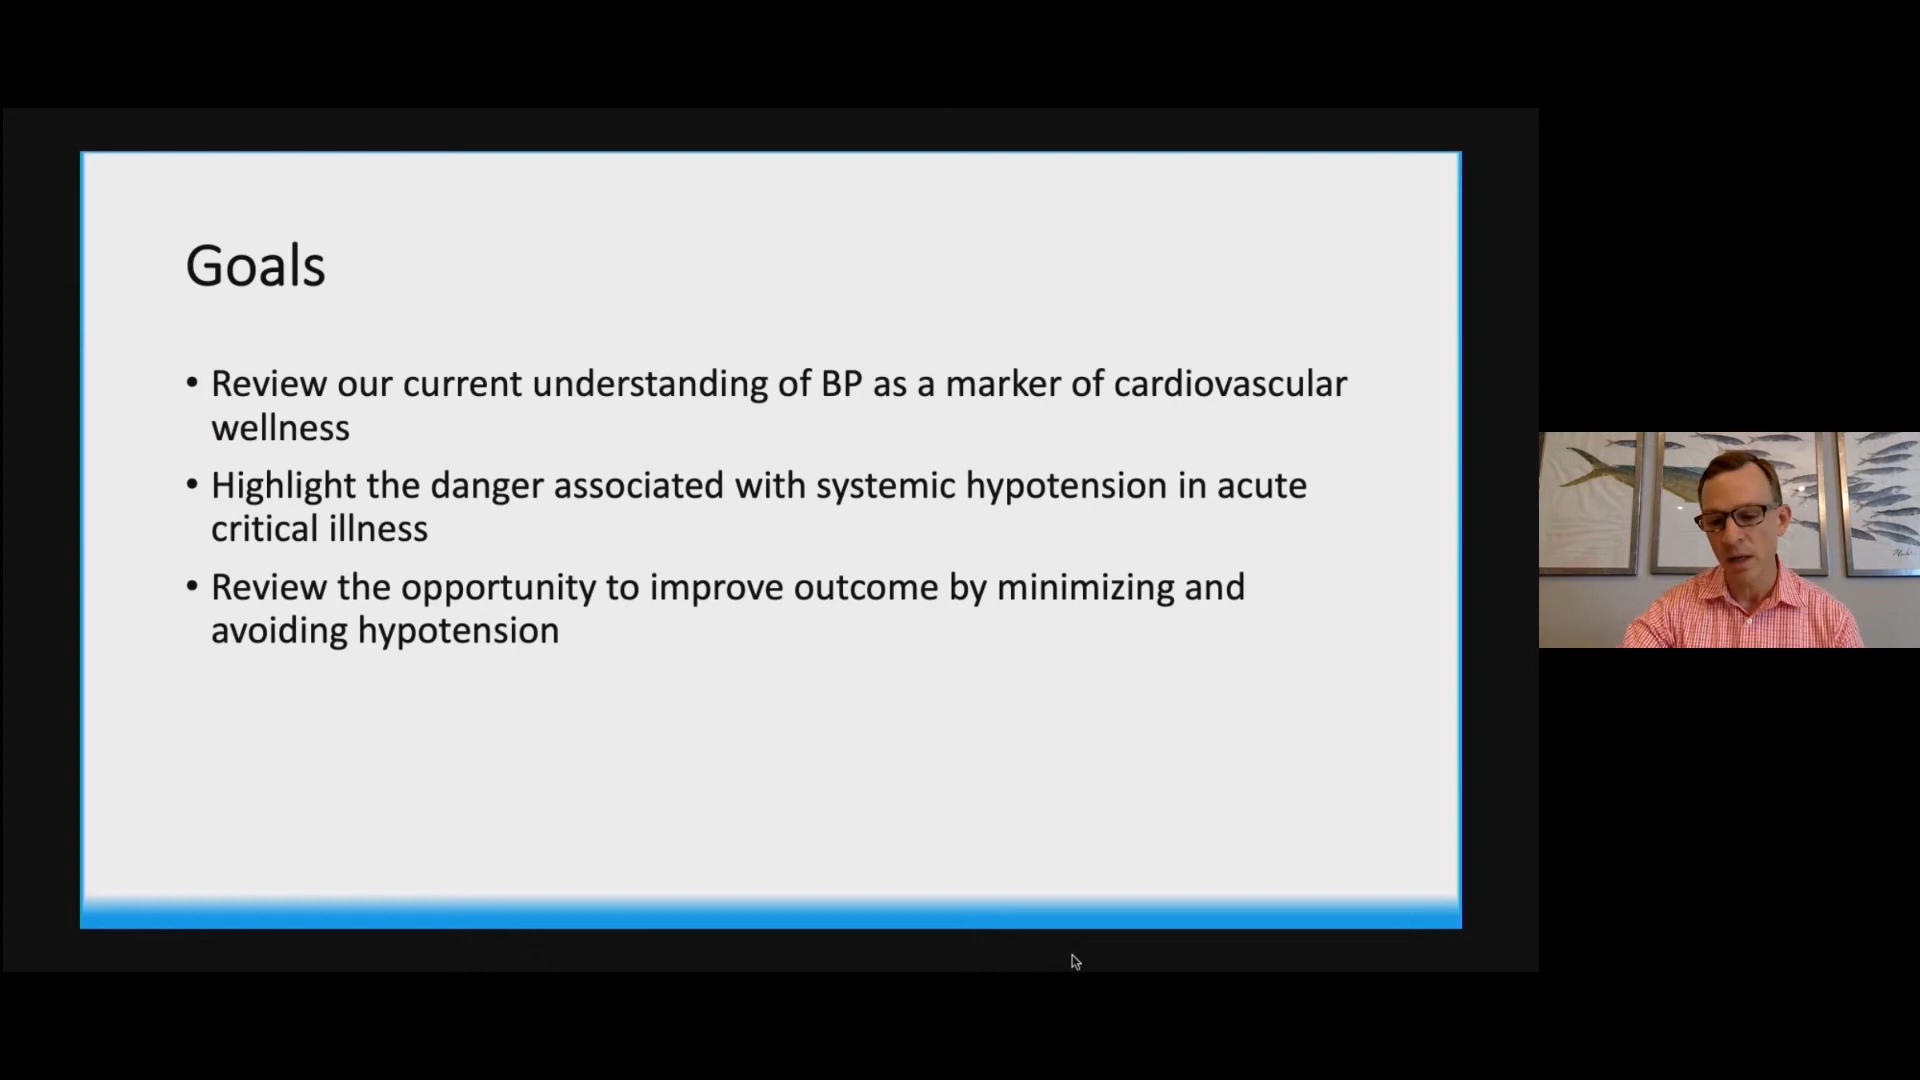 Goals
• Review our current understanding of BP as a marker of cardiovascular
wellness
• Highlight the danger associated with systemic hypotension in acute
critical illness
• Review the opportunity to improve outcome by minimizing and
avoiding hypotension